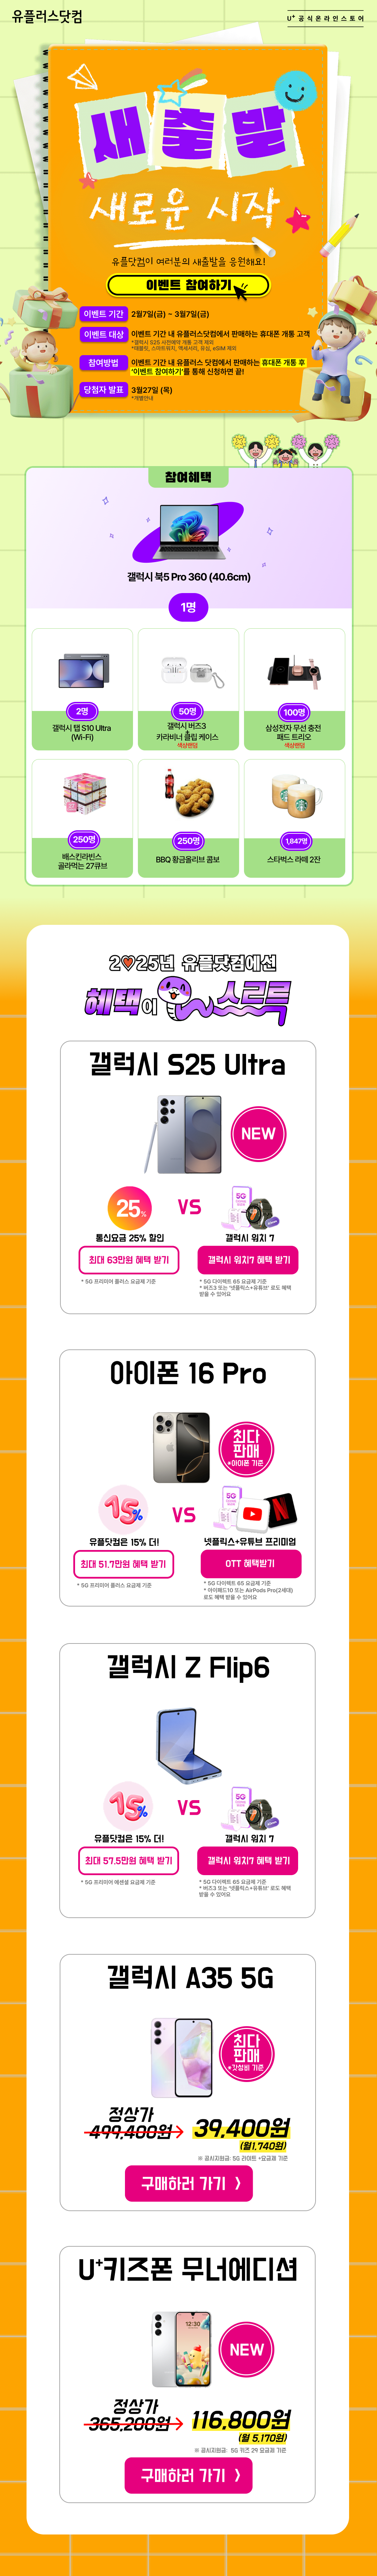 유플러스닷컴
U⁺공식온라인스토어
새출발
새로운 시작
유플닷컴이 여러분의 새출발을 응원해요!
이벤트 참여하기
이벤트 기간 2월7일(금) ~ 3월7일(금)
이벤트 대상 이벤트 기간 내 유플러스닷컴에서 판매하는 휴대폰 개통 고객
*갤럭시 S25 사전예약 개통 고객 제외
*태블릿, 스마트워치, 액세서리, 유심, eSIM 제외
참여방법 이벤트 기간 내 유플러스 닷컴에서 판매하는 휴대폰 개통 후
'이벤트 참여하기'를 통해 신청하면 끝!
당첨자 발표 3월27일 (목)
*개별안내
참여혜택
갤럭시 북5 Pro 360 (40.6cm)
1명
2명
갤럭시 탭 S10 Ultra
(Wi-Fi)
50명
갤럭시 버즈3
+
카라비너 클립 케이스
색상랜덤
100명
삼성전자 무선 충전
패드 트리오
색상랜덤
250명
배스킨라빈스
골라먹는 27큐브
250명
BBQ 황금올리브 콤보
1,847명
스타벅스 라떼 2잔
2025년 유플닷컴에선
혜택이 스르륵
갤럭시 S25 Ultra
NEW
25%
VS
5G
통신요금 25% 할인
갤럭시 워치 7
최대 63만원 혜택 받기
갤럭시 워치7 혜택 받기
* 5G 프리미어 플러스 요금제 기준
* 5G 다이렉트 65 요금제 기준
* 버즈3 또는 '넷플릭스+유튜브' 로도 혜택
받을 수 있어요
아이폰 16 Pro
최다
판매
*아이폰 기준
15%
VS
5G
유플닷컴은 15% 더!
넷플릭스+유튜브 프리미엄
최대 51.7만원 혜택 받기
OTT 혜택받기
* 5G 프리미어 플러스 요금제 기준
* 5G 다이렉트 65 요금제 기준
* 아이패드10 또는 AirPods Pro(2세대)
로도 혜택 받을 수 있어요
갤럭시 Z Flip6
15%
VS
5G
유플닷컴은 15% 더!
갤럭시 워치 7
최대 57.5만원 혜택 받기
갤럭시 워치7 혜택 받기
* 5G 프리미어 에센셜 요금제 기준
* 5G 다이렉트 65 요금제 기준
* 버즈3 또는 '넷플릭스+유튜브' 로도 혜택
받을 수 있어요
갤럭시 A35 5G
최다
판매
*갓성비 기준
정상가
499,400원
39,400원
(월1,740원)
※ 공시지원금: 5G 라이트 +요금제 기준
구매하러 가기 >
U⁺키즈폰 무너에디션
12:30
NEW
정상가
365,200원
116,800원
(월 5,170원)
※ 공시지원금: 5G 키즈 29 요금제 기준
구매하러 가기 >